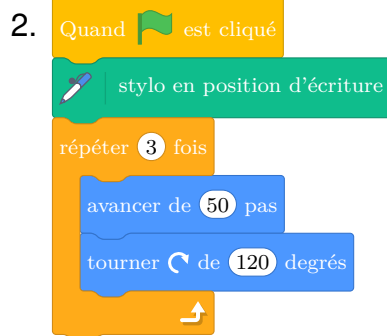 2. Quand est cliqué
stylo en position d'écriture
répéter 3 fois
avancer de 50 pas
tourner de 120 degrés